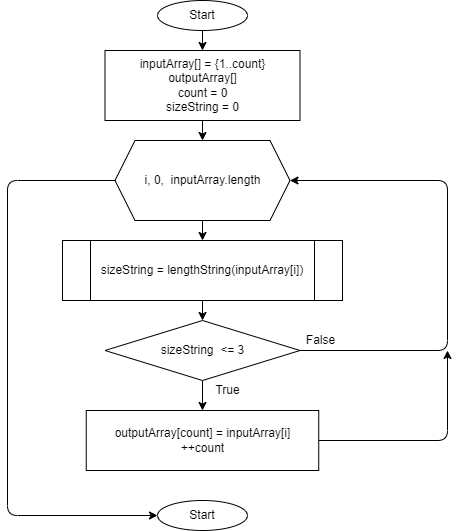 Start
inputArray[] = {1..count}
outputArray[]
count = 0
sizeString = 0
i, 0, inputArray.length
sizeString = lengthString(inputArray[i])
sizeString <= 3
False
True
outputArray[count] = inputArray[i]
++count
Start